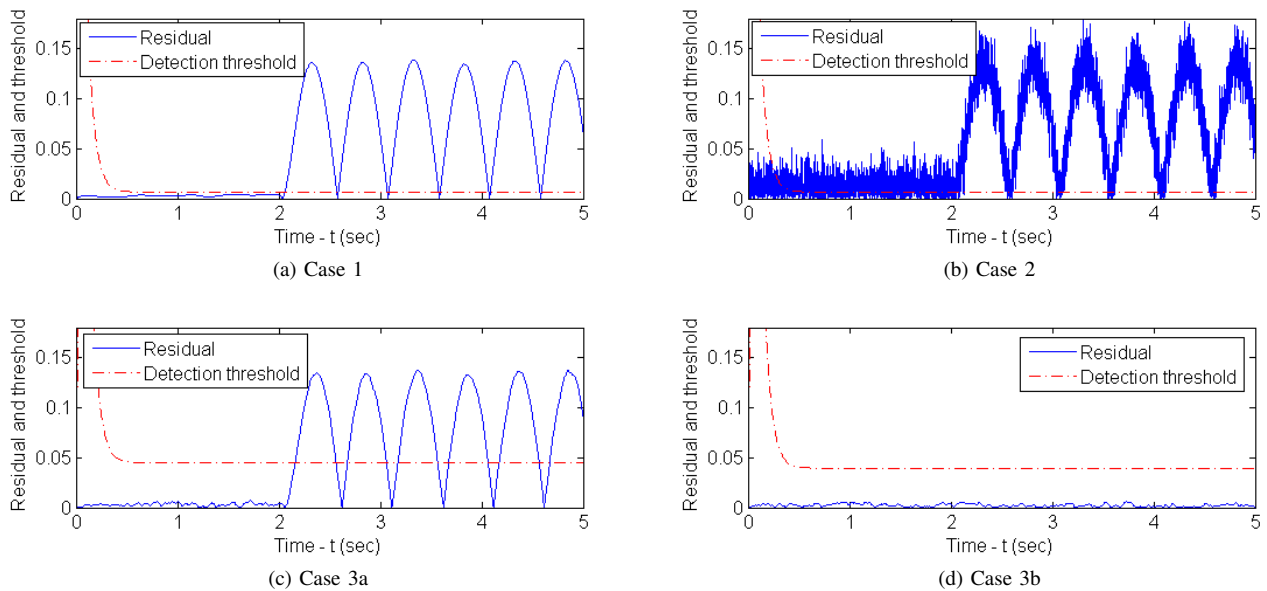 Residual and threshold
0.15
0.1
0.05
0
Residual
Detection threshold
0 1 2 3 4 5
Time - t (sec)
(a) Case 1
Residual and threshold
0.15
0.1
0.05
0
Residual
Detection threshold
0 1 2 3 4 5
Time - t (sec)
(b) Case 2
Residual and threshold
0.15
0.1
0.05
0
Residual
Detection threshold
0 1 2 3 4 5
Time - t (sec)
(c) Case 3a
Residual and threshold
0.15
0.1
0.05
0
Residual
Detection threshold
0 1 2 3 4 5
Time - t (sec)
(d) Case 3b